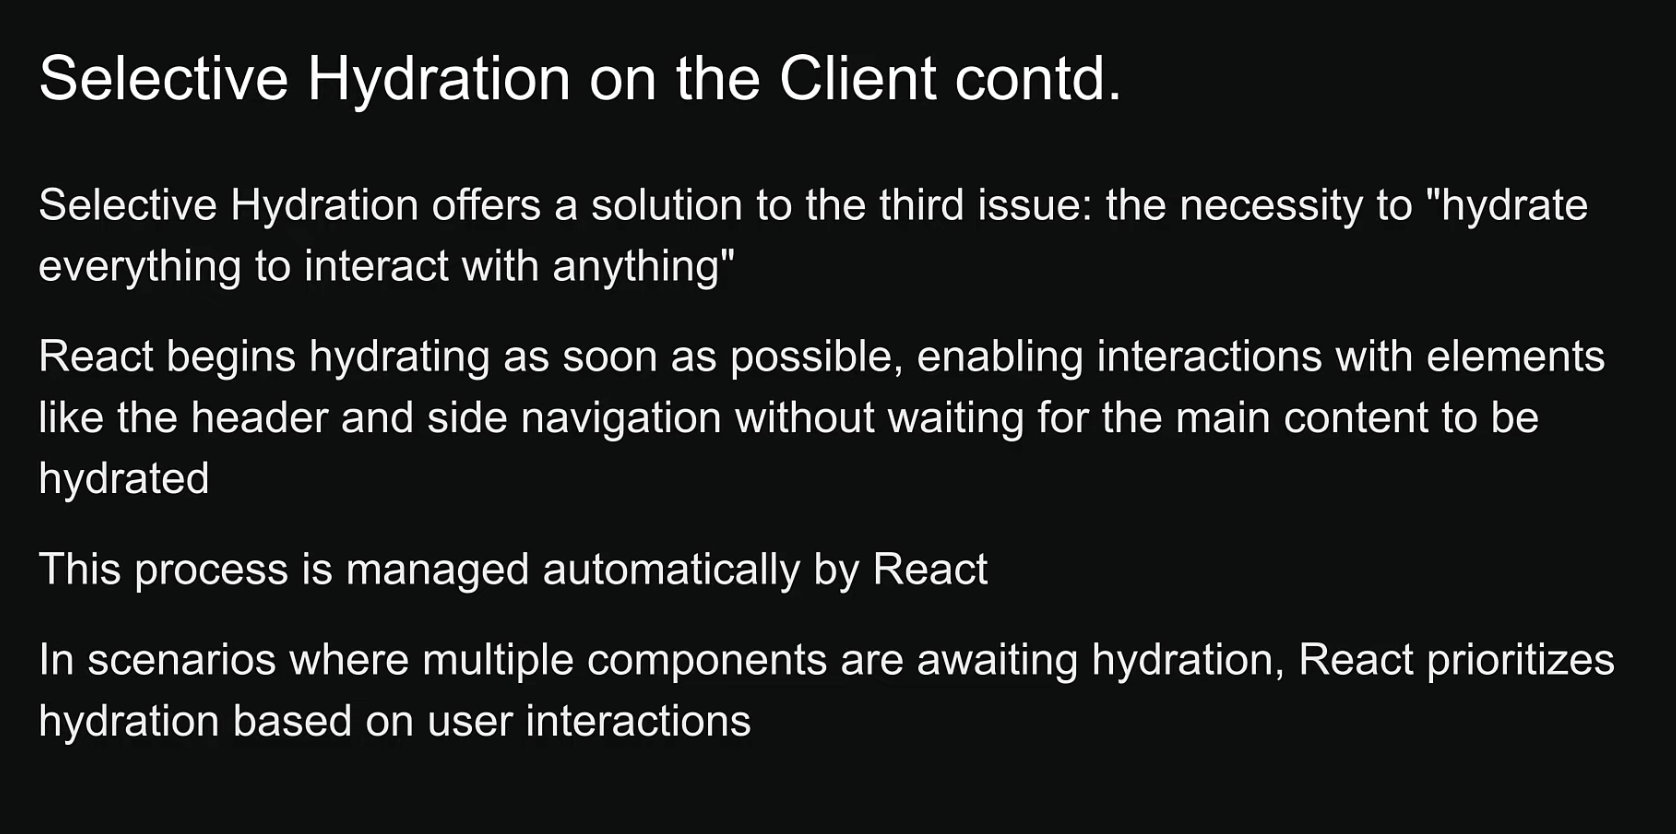 Selective Hydration on the Client contd.
Selective Hydration offers a solution to the third issue: the necessity to "hydrate
everything to interact with anything"
React begins hydrating as soon as possible, enabling interactions with elements
like the header and side navigation without waiting for the main content to be
hydrated
This process is managed automatically by React
In scenarios where multiple components are awaiting hydration, React prioritizes
hydration based on user interactions